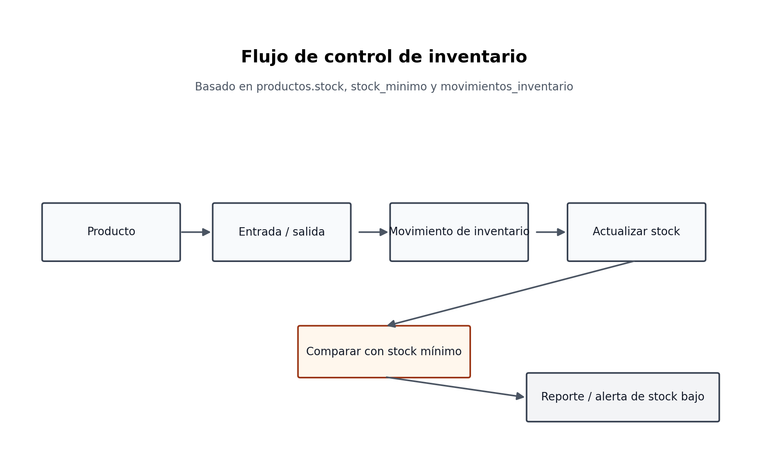 Flujo de control de inventario
Basado en productos.stock, stock_minimo y movimientos_inventario
Producto
Entrada / salida
Movimiento de inventario
Actualizar stock
Comparar con stock mínimo
Reporte / alerta de stock bajo